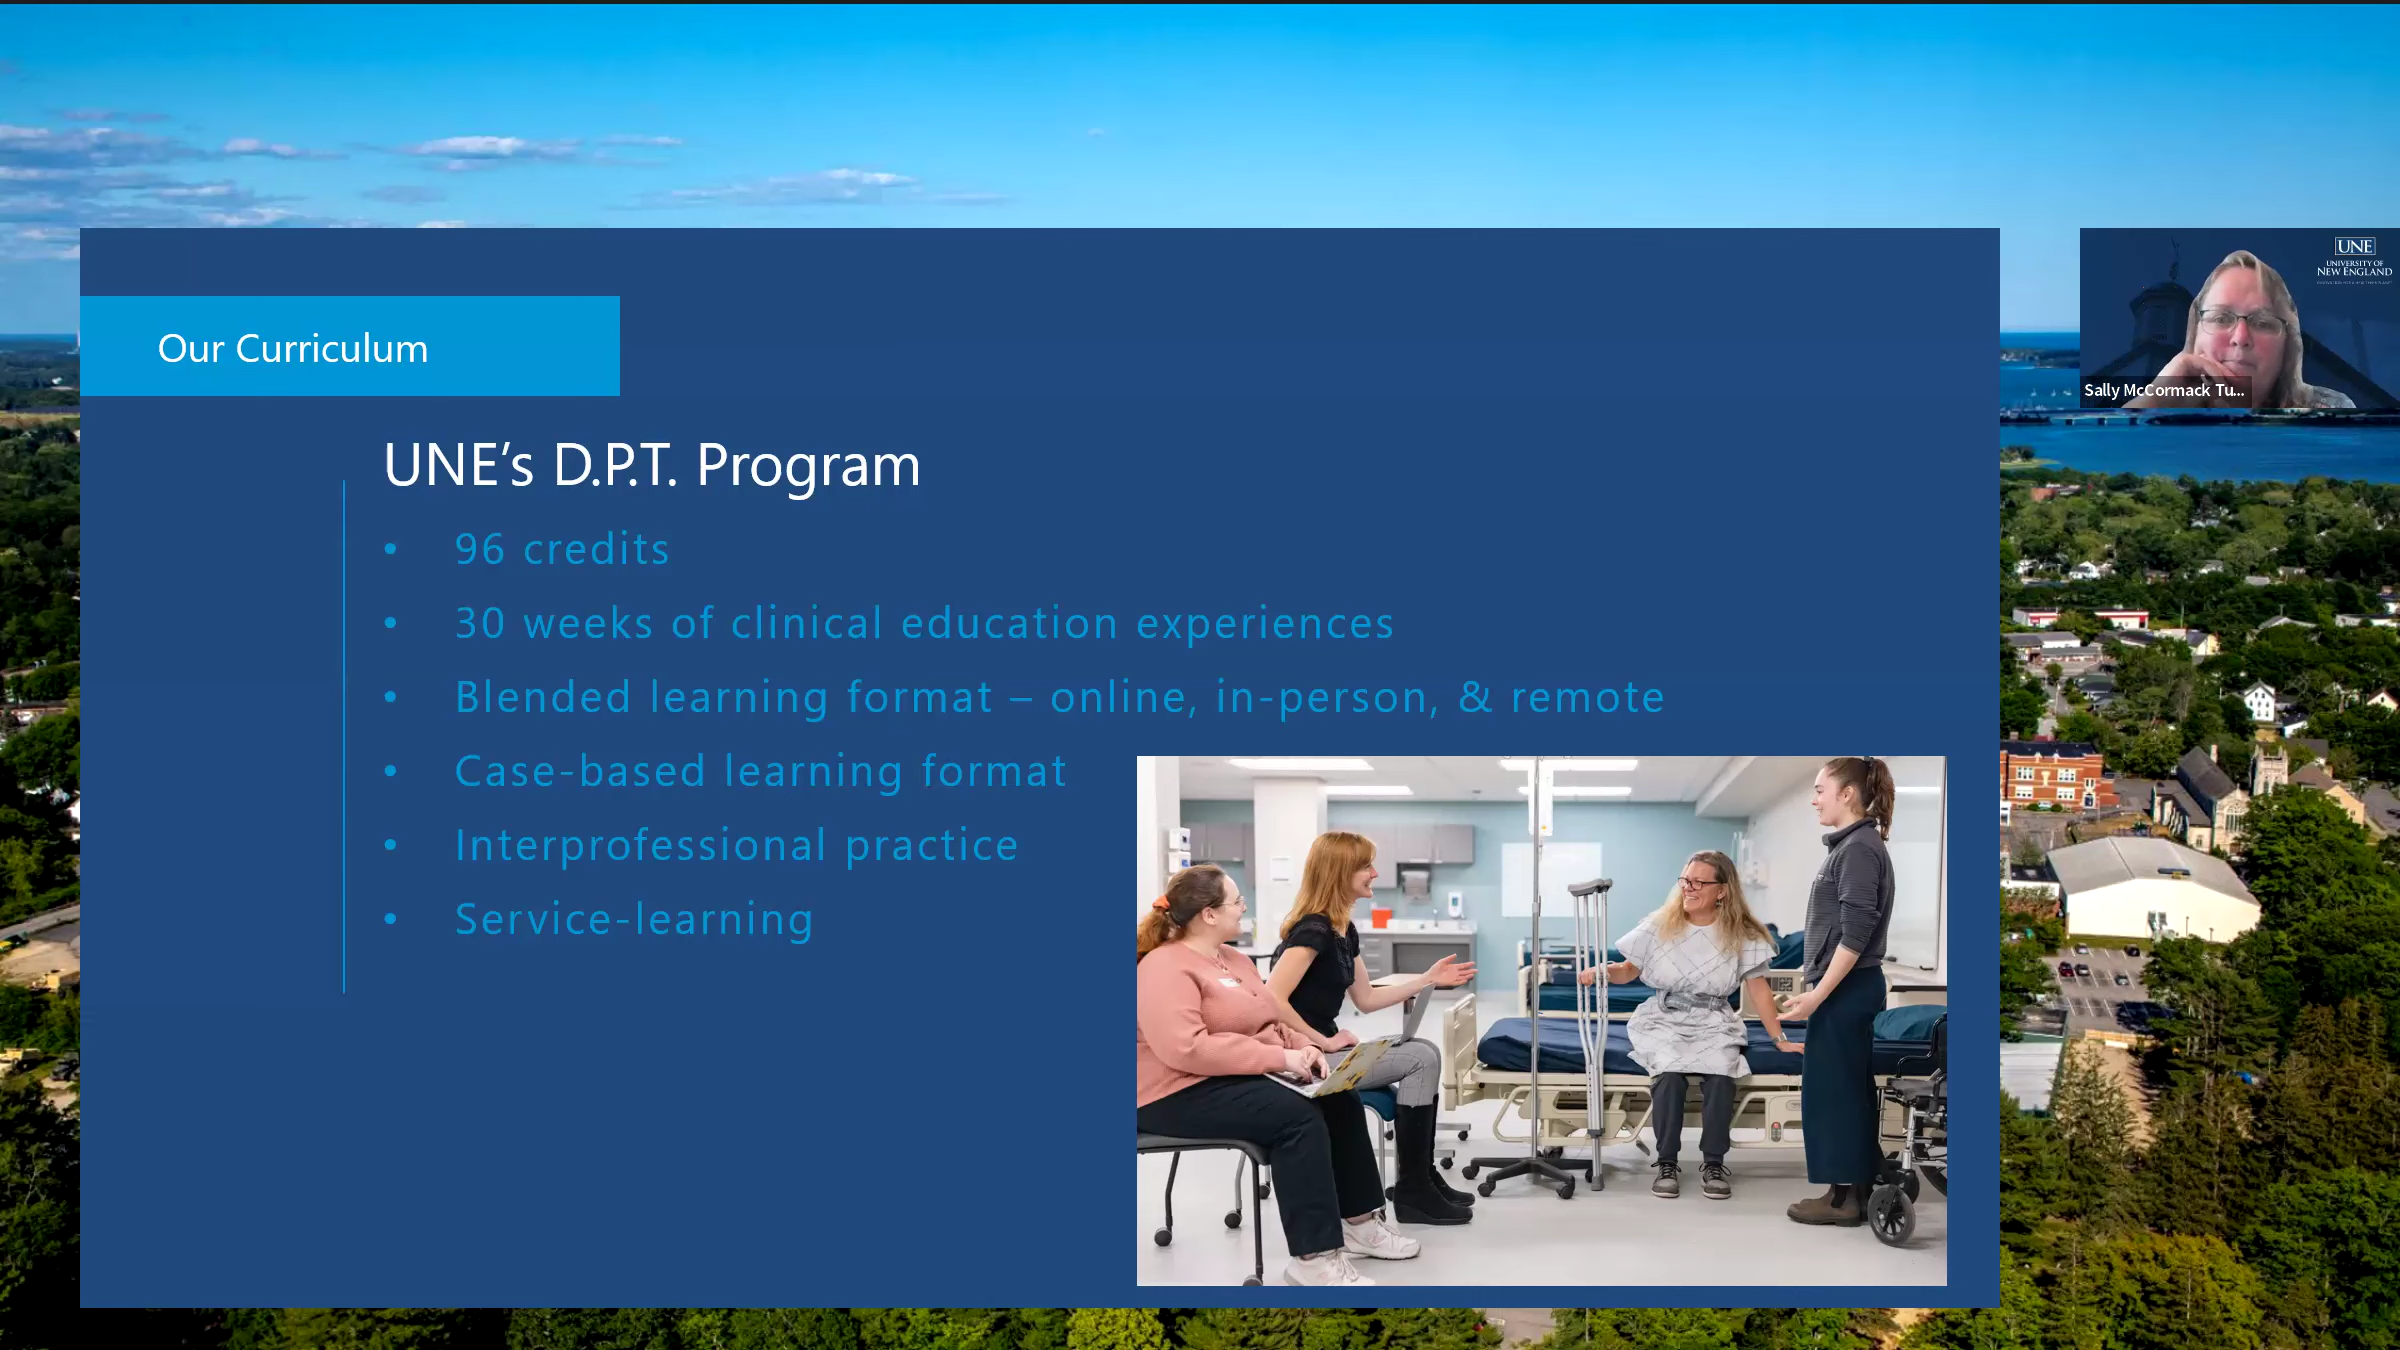 Our Curriculum
UNE’s D.P.T. Program
• 96 credits
• 30 weeks of clinical education experiences
• Blended learning format – online, in-person, & remote
• Case-based learning format
• Interprofessional practice
• Service-learning
UNE
UNIVERSITY OF
NEW ENGLAND
Sally McCormack Tu...